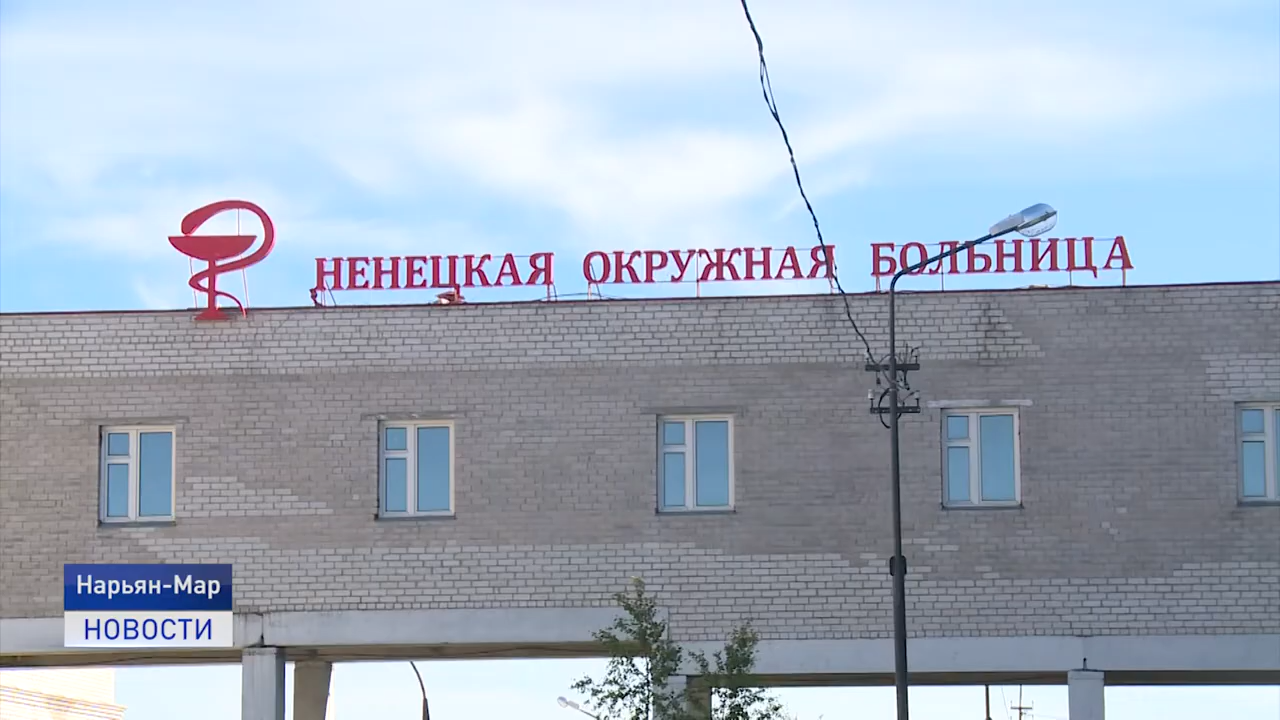 НЕНЕЦКАЯ ОКРУЖНАЯ БОЛЬНИЦА
Нарьян-Мар
НОВОСТИ